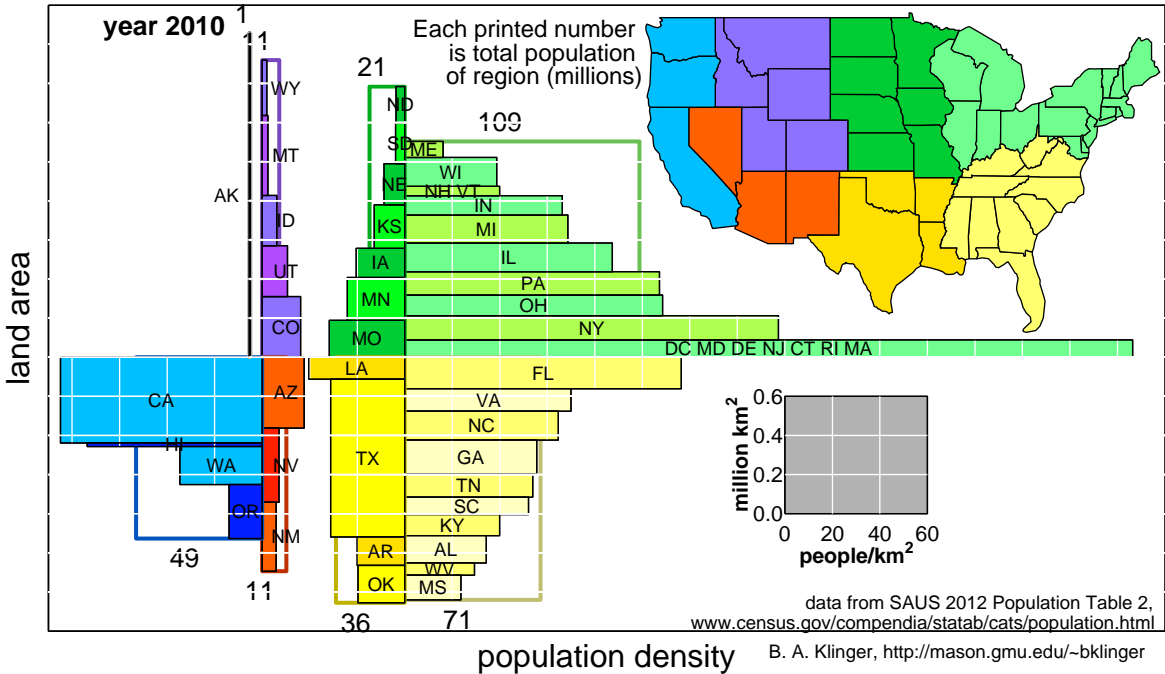 year 2010
1
11
Each printed number
is total population
of region (millions)
21
109
WY
MT
AK
ID
UT
CO
ND
SD
NE
KS
IA
MN
MO
ME
WI
NH VT
IN
MI
IL
PA
OH
NY
DC MD DE NJ CT RI MA
land area
CA
HI
WA
OR
49
AZ
NV
NM
11
LA
TX
AR
OK
36
FL
VA
NC
GA
TN
SC
KY
AL
WV
MS
71
million km2
0.6
0.4
0.2
0.0
0 20 40 60
people/km2
data from SAUS 2012 Population Table 2,
www.census.gov/compendia/statab/cats/population.html
population density
B. A. Klinger, http://mason.gmu.edu/~bklinger